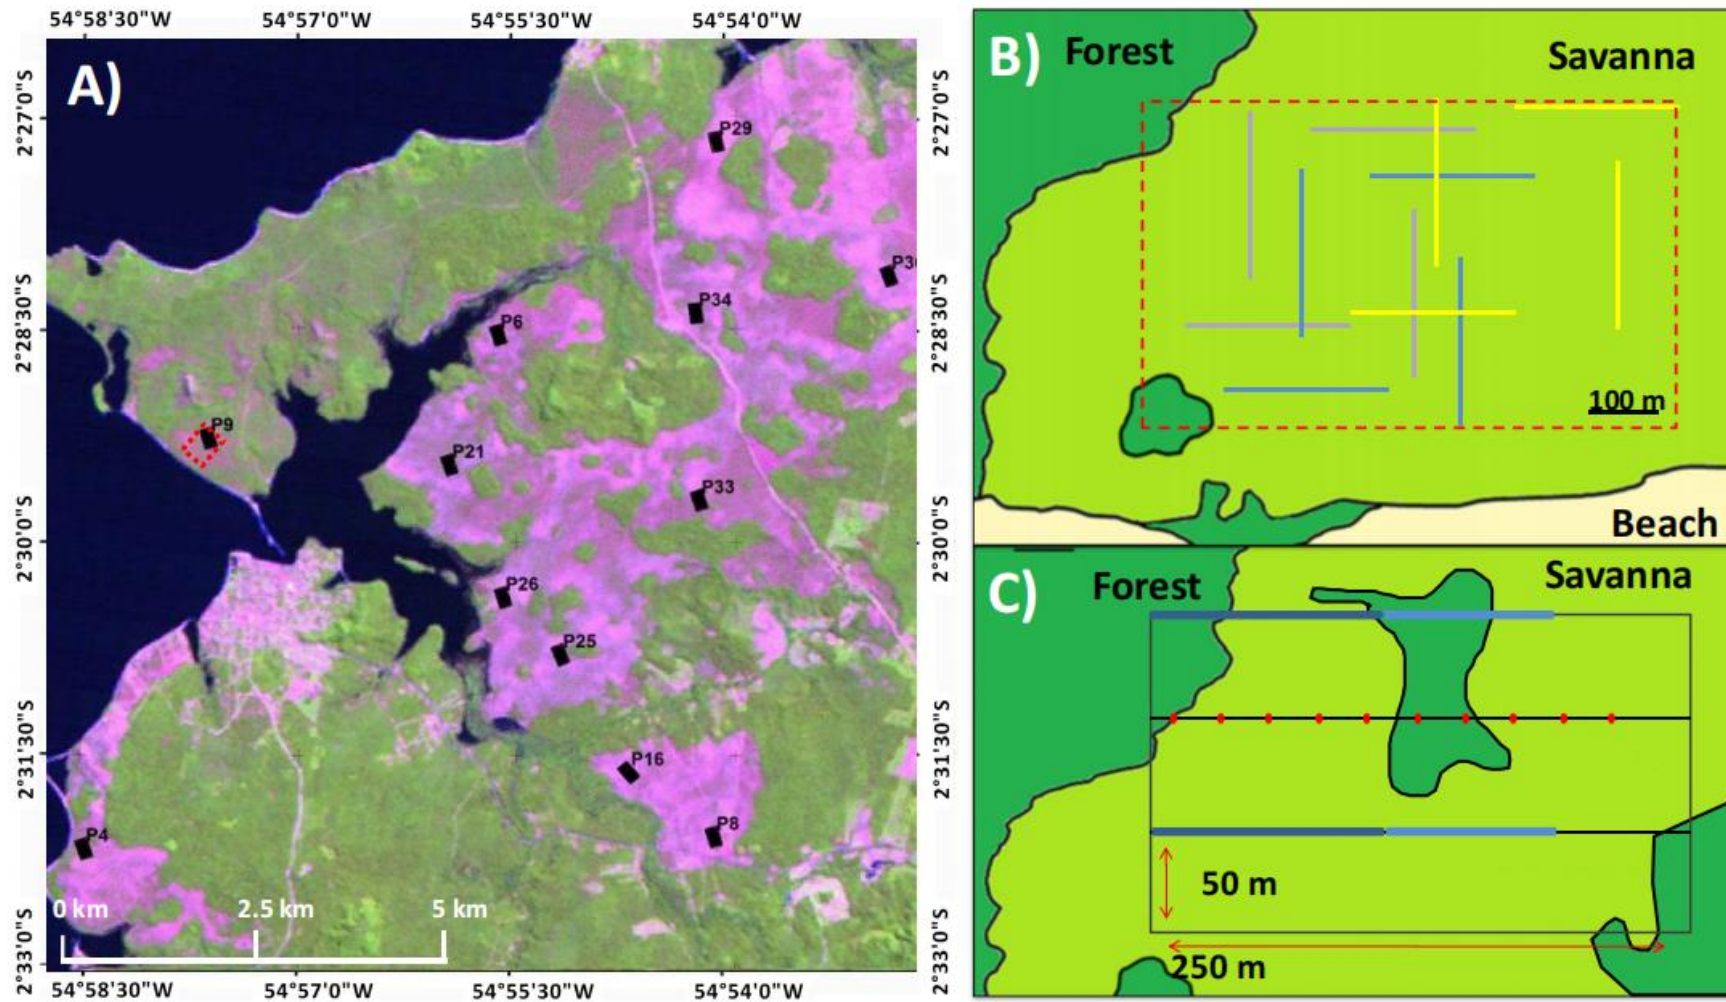 54°58'30"W 54°57'0"W 54°55'30"W 54°54'0"W
A)
2°27'0"S
2°28'30"S
2°30'0"S
2°31'30"S
2°33'0"S
P29
P30
P34
P6
P9
P21
P33
P26
P25
P16
P8
P4
0 km 2.5 km 5 km
2°27'0"S
2°28'30"S
2°30'0"S
2°31'30"S
2°33'0"S
54°58'30"W 54°57'0"W 54°55'30"W 54°54'0"W
B)
Forest
Savanna
100 m
Beach
C)
Forest
Savanna
50 m
250 m